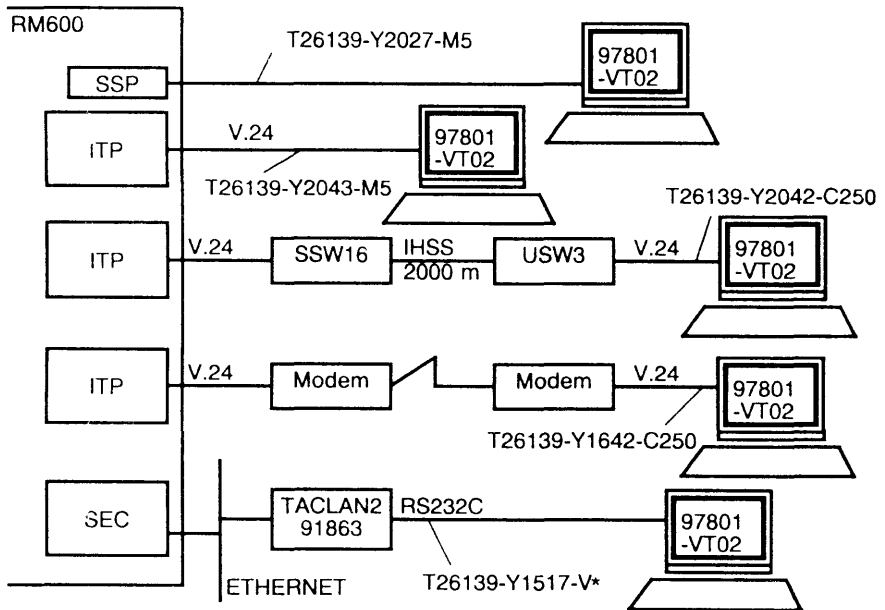 RM600
T26139-Y2027-M5
SSP
97801
-VT02
ITP
V.24
97801
-VT02
T26139-Y2043-M5
T26139-Y2042-C250
ITP
V.24
SSW16
IHSS
2000 m
USW3
V.24
97801
-VT02
ITP
V.24
Modem
Modem
V.24
97801
-VT02
T26139-Y1642-C250
SEC
TACLAN2
91863
RS232C
97801
-VT02
ETHERNET
T26139-Y1517-V*